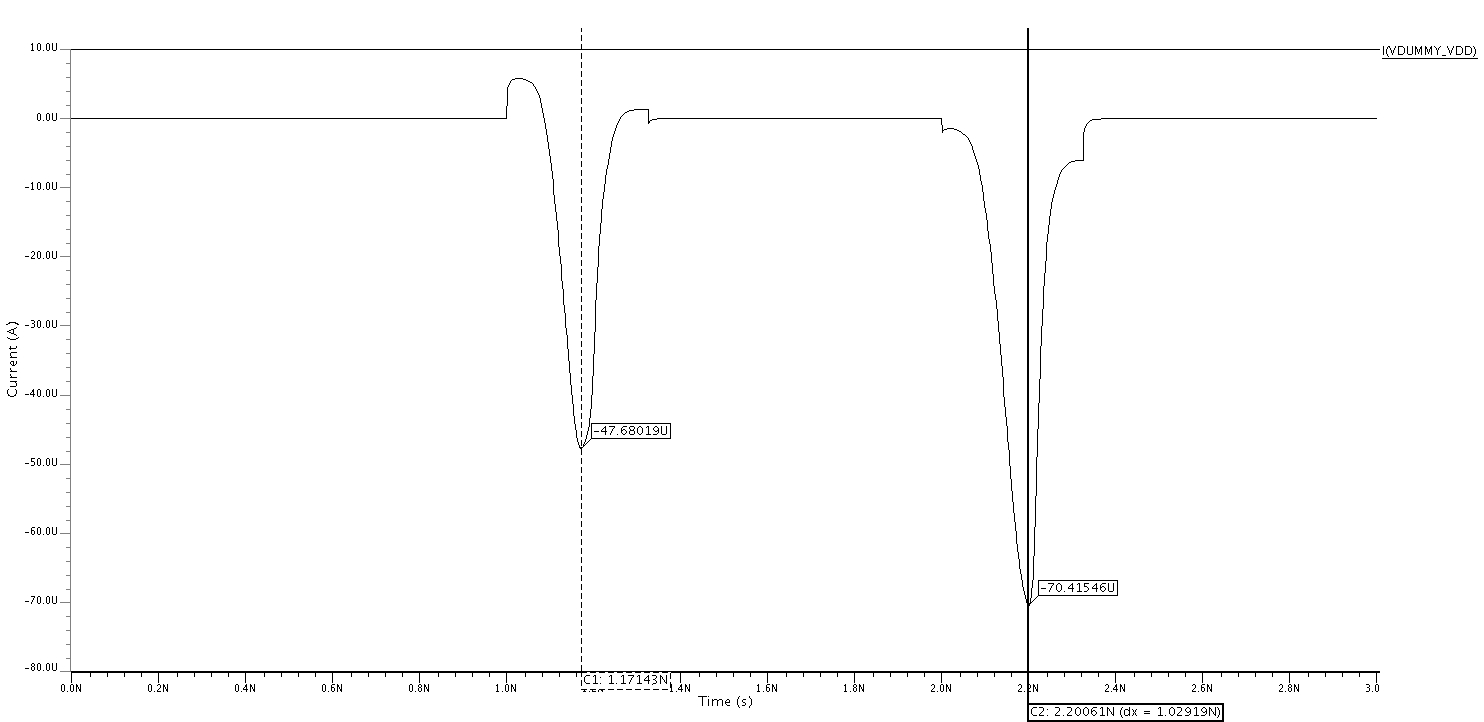 10.0U
I(VDUMMY_VDD)
0.0U
-10.0U
-20.0U
-30.0U
Current (A)
-40.0U
-47.68019U
-50.0U
-60.0U
-70.41546U
-70.0U
-80.0U
C1: 1.17143N
0.0N 0.2N 0.4N 0.6N 0.8N 1.0N 1.4N 1.6N 1.8N 2.0N 2.2N 2.4N 2.6N 2.8N 3.0
Time (s)
C2: 2.20061N (dx = 1.02919N)